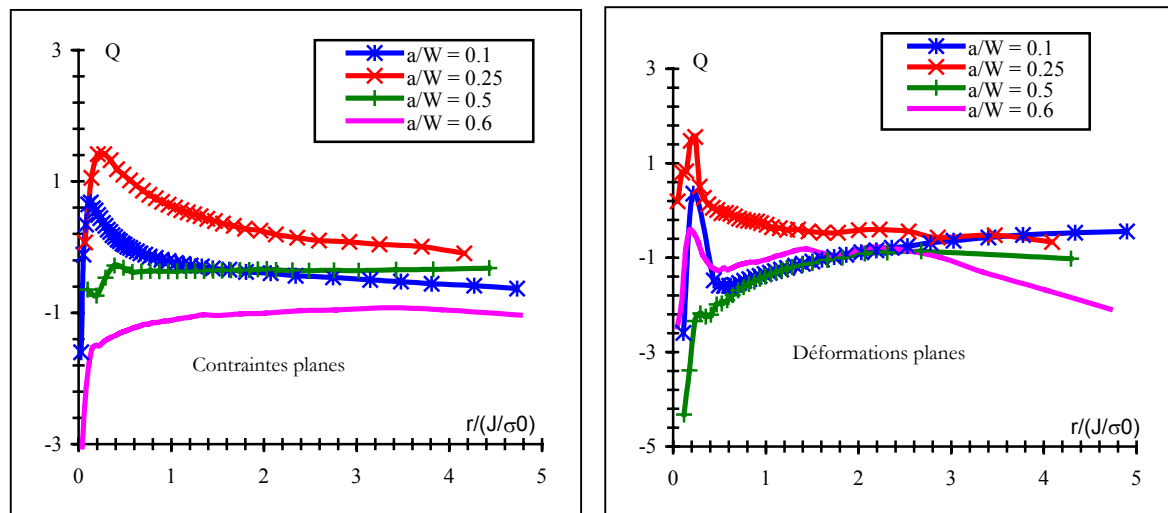 3
Q
a/W = 0.1
a/W = 0.25
a/W = 0.5
a/W = 0.6
1
-1
Contraintes planes
r/(J/σ0)
-3
0
1
2
3
4
5
3
Q
a/W = 0.1
a/W = 0.25
a/W = 0.5
a/W = 0.6
1
-1
-3
Déformations planes
r/(J/σ0)
-5
0
1
2
3
4
5